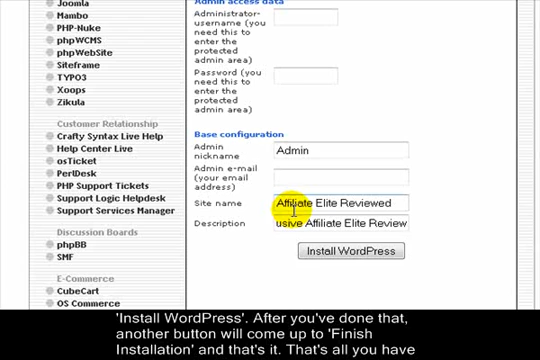 Joomla
Mambo
PHP-Nuke
phpWCMS
phpWebSite
Siteframe
TYPO3
Xoops
Zikula
Customer Relationship
Crafty Syntax Live Help
Help Center Live
osTicket
PerlDesk
PHP Support Tickets
Support Logic Helpdesk
Support Services Manager
Discussion Boards
phpBB
SMF
E-Commerce
CubeCart
OS Commerce
Admin access data
Administrator-
username (you
need this to
enter the
protected
admin area)
Password (you
need this to
enter the
protected
admin area)
Base configuration
Admin
nickname
Admin
Admin e-mail (your
email
address)
Site name
Affiliate Elite Reviewed
Description
usive Affiliate Elite Review
Install WordPress
'Install WordPress'. After you've done that,
another button will come up to 'Finish
Installation' and that's it. That's all you have